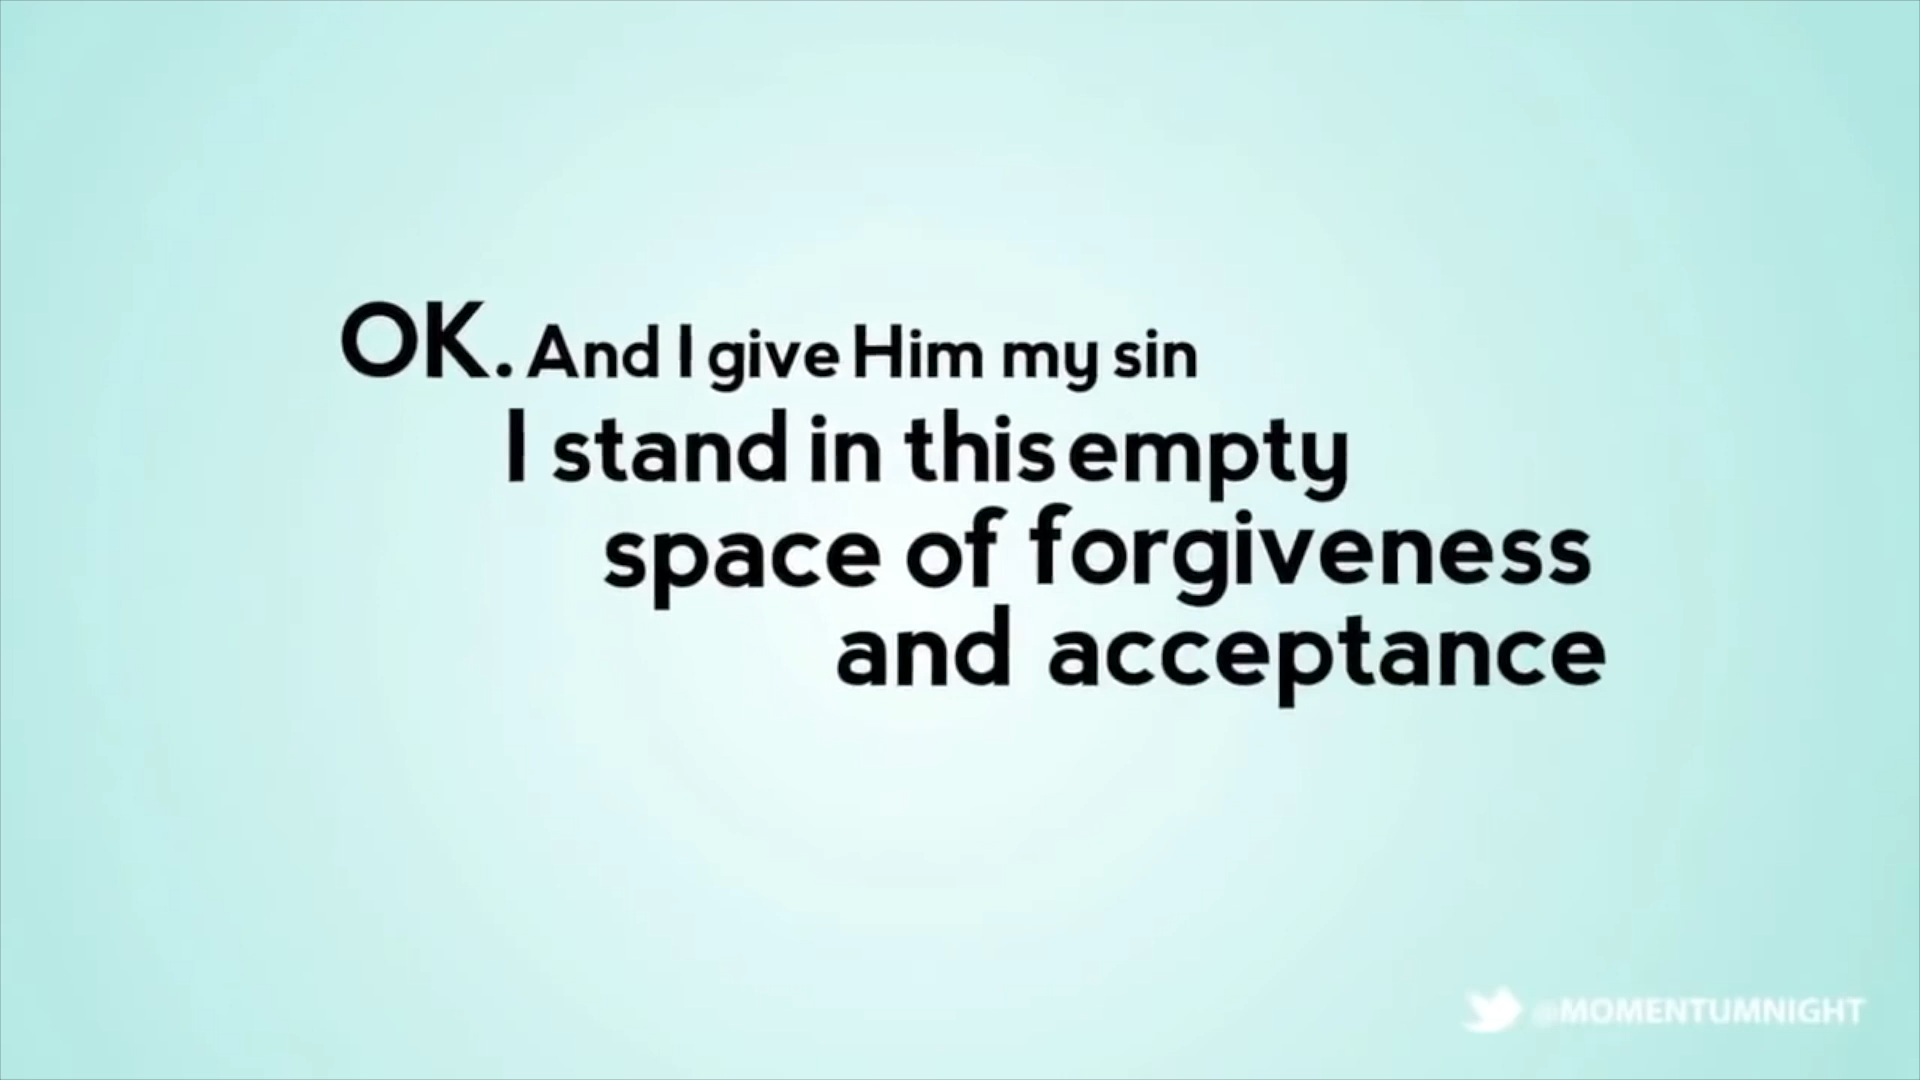 OK. And I give Him my sin
I stand in this empty
space of forgiveness
and acceptance
@MOMENTUMNIGHT